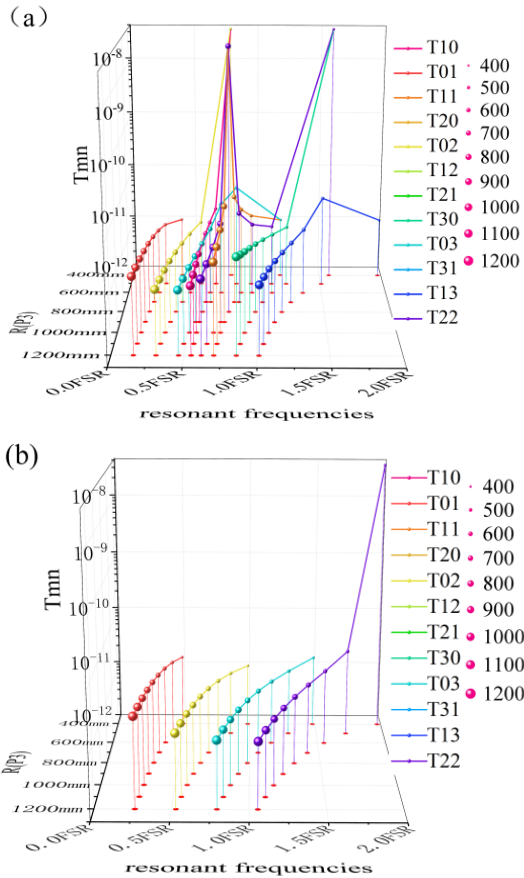 (a)
10⁻⁸
10⁻⁹
10⁻¹⁰
10⁻¹¹
10⁻¹²
Tmn
400mm
600mm
800mm
1000mm
1200mm
R(P3)
0.0FSR
0.5FSR
1.0FSR
1.5FSR
2.0FSR
resonant frequencies
T10
T01
T11
T20
T02
T12
T21
T30
T03
T31
T13
T22
400
500
600
700
800
900
1000
1100
1200
(b)
10⁻⁸
10⁻⁹
10⁻¹⁰
10⁻¹¹
10⁻¹²
Tmn
400mm
600mm
800mm
1000mm
1200mm
R(P3)
0.0FSR
0.5FSR
1.0FSR
1.5FSR
2.0FSR
resonant frequencies
T10
T01
T11
T20
T02
T12
T21
T30
T03
T31
T13
T22
400
500
600
700
800
900
1000
1100
1200